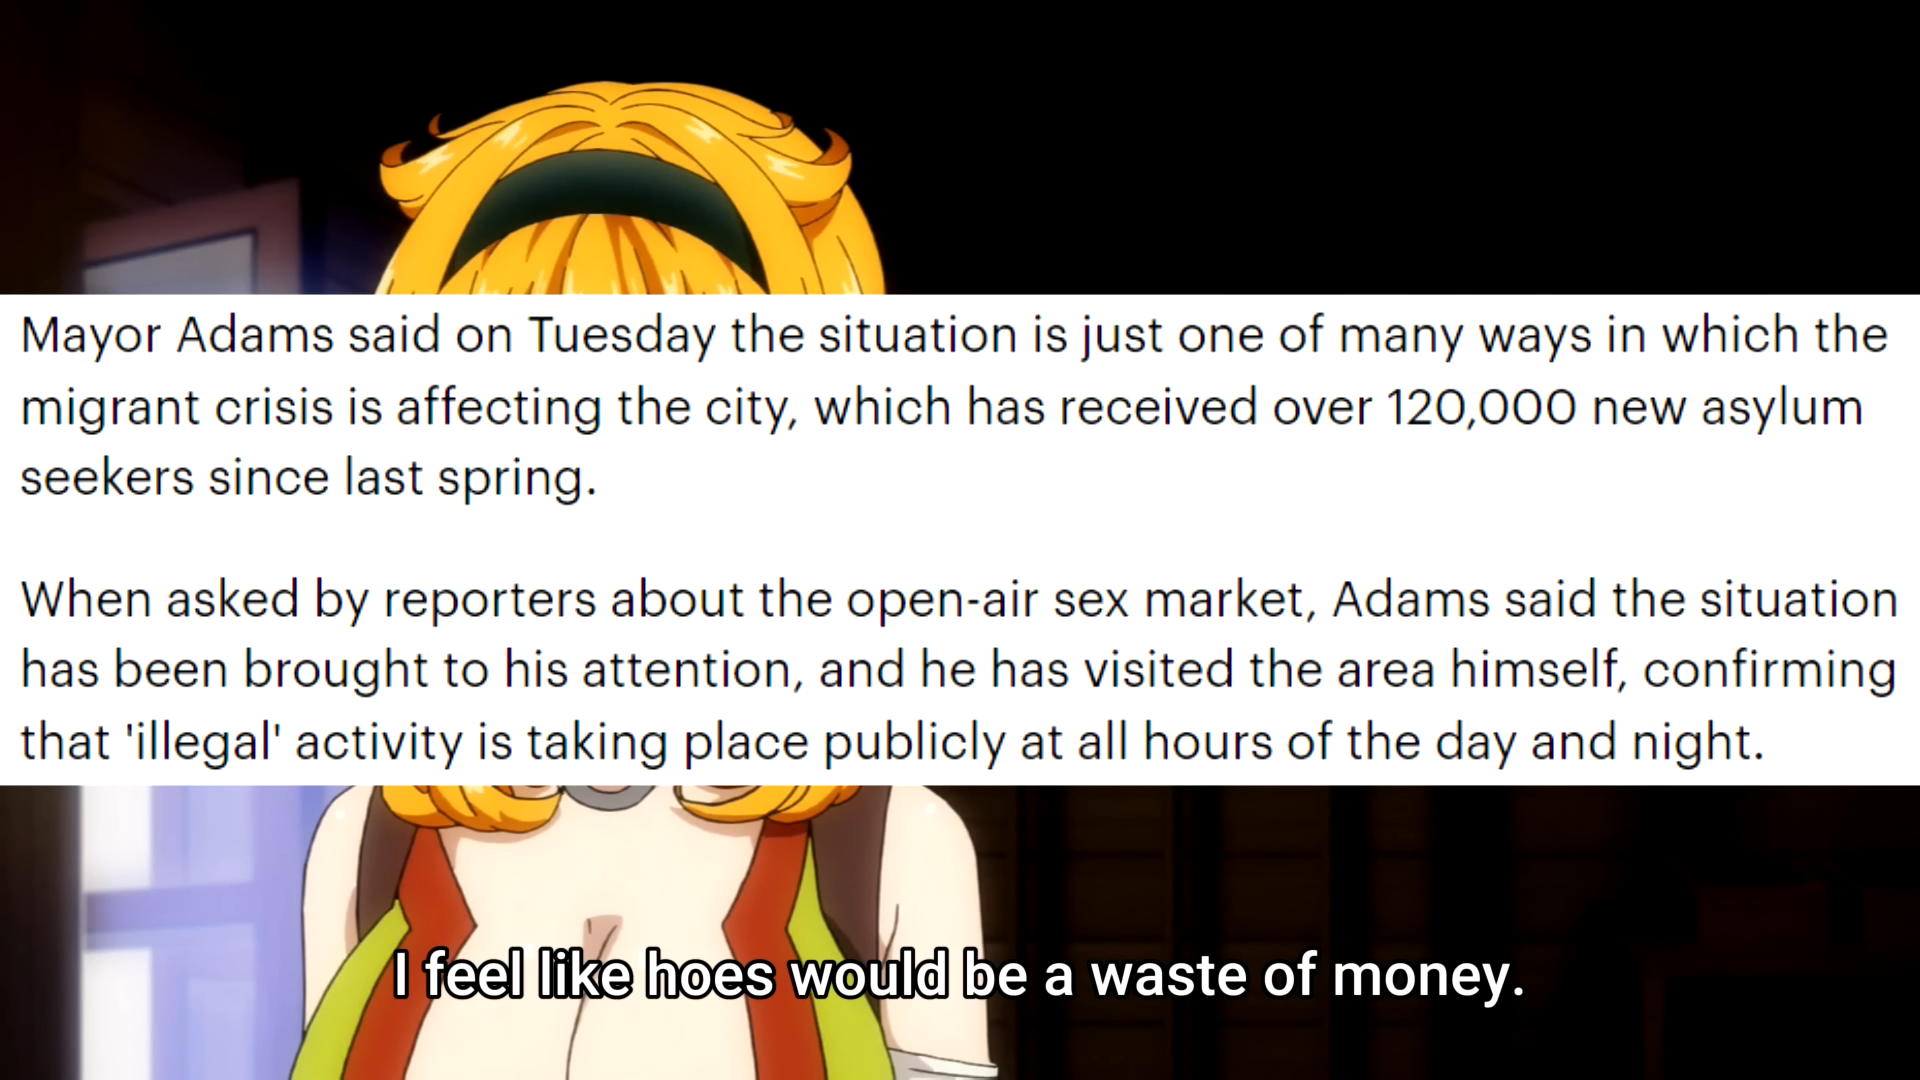 Mayor Adams said on Tuesday the situation is just one of many ways in which the
migrant crisis is affecting the city, which has received over 120,000 new asylum
seekers since last spring.
When asked by reporters about the open-air sex market, Adams said the situation
has been brought to his attention, and he has visited the area himself, confirming
that 'illegal' activity is taking place publicly at all hours of the day and night.
I feel like hoes would be a waste of money.